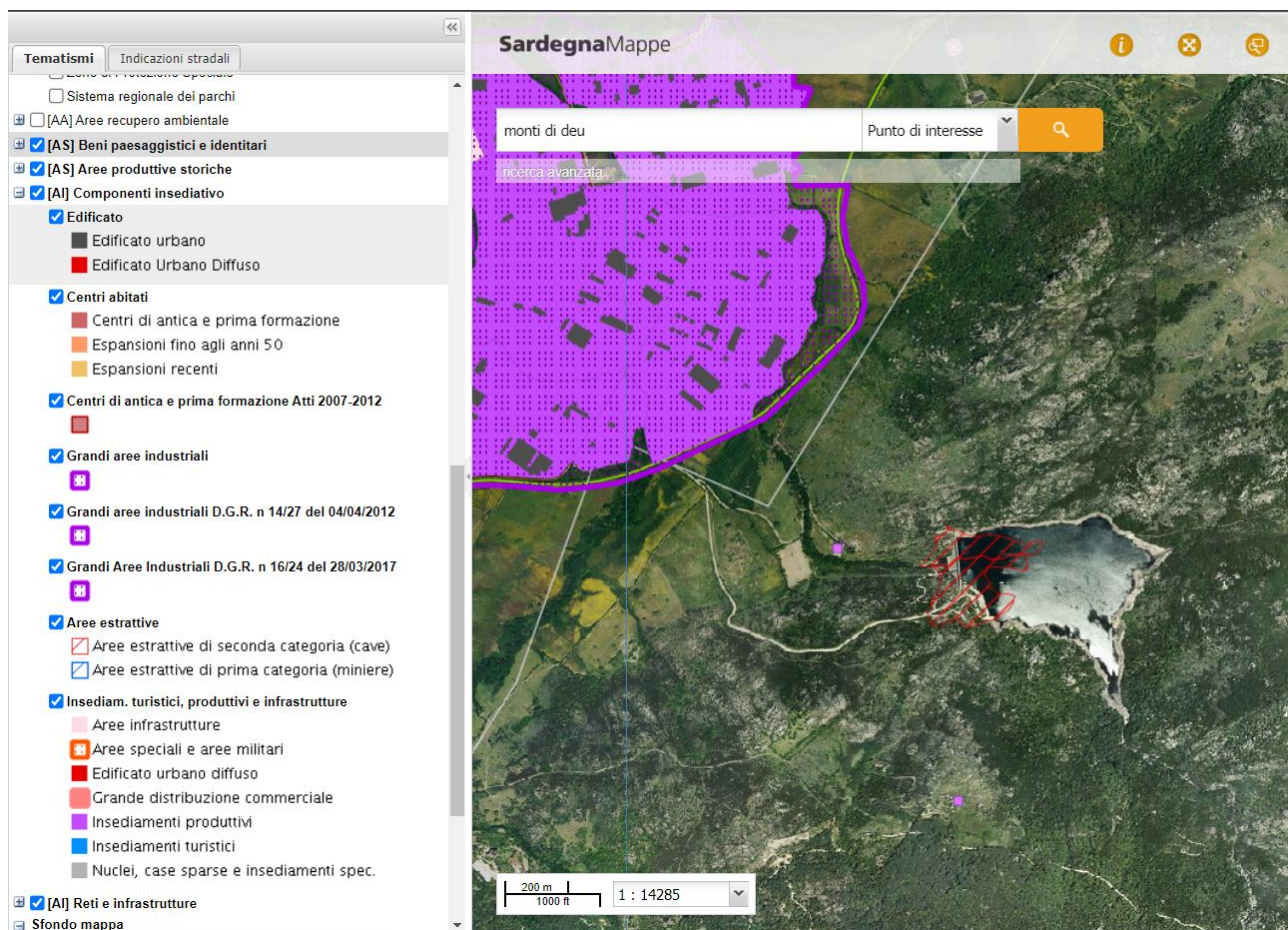 Tematismi
Indicazioni stradali
Zone di Protezione Speciale
Sistema regionale dei parchi
[AA] Aree recupero ambientale
[AS] Beni paesaggistici e identitari
[AS] Aree produttive storiche
[AI] Componenti insediativo
Edificato
Edificato urbano
Edificato Urbano Diffuso
Centri abitati
Centri di antica e prima formazione
Espansioni fino agli anni 50
Espansioni recenti
Centri di antica e prima formazione Atti 2007-2012
Grandi aree industriali
Grandi aree industriali D.G.R. n 14/27 del 04/04/2012
Grandi Aree Industriali D.G.R. n 16/24 del 28/03/2017
Aree estrattive
Aree estrattive di seconda categoria (cave)
Aree estrattive di prima categoria (miniere)
Insediam. turistici, produttivi e infrastrutture
Aree infrastrutture
Aree speciali e aree militari
Edificato urbano diffuso
Grande distribuzione commerciale
Insediamenti produttivi
Insediamenti turistici
Nuclei, case sparse e insediamenti spec.
[AI] Reti e infrastrutture
Sfondo mappa
SardegnaMappe
i
monti di deu
Punto di interesse
ricerca avanzata
200 m
1000 ft
1 : 14285